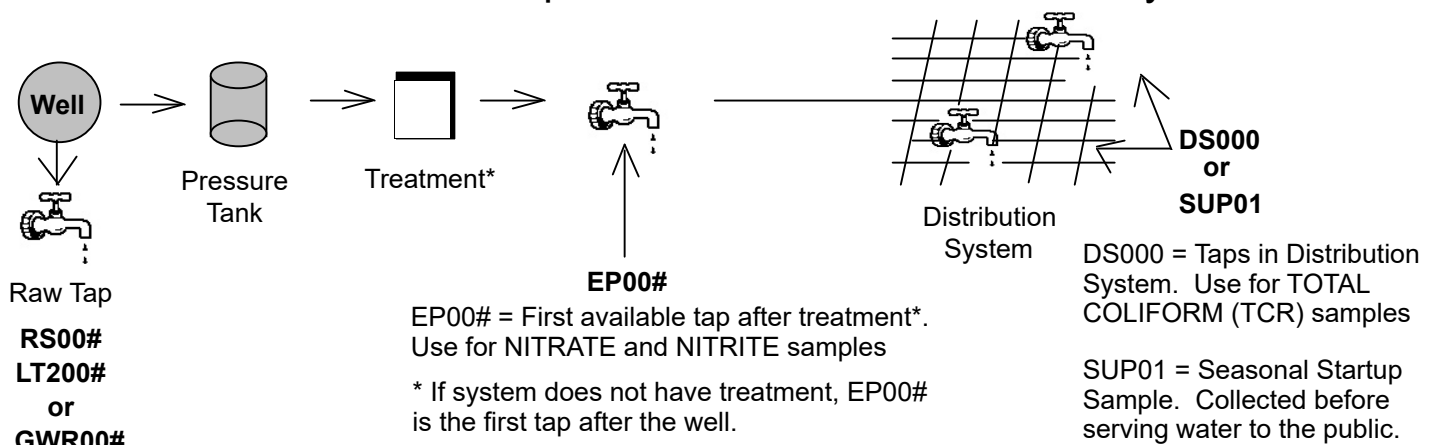 Well
Pressure
Tank
Treatment*
Raw Tap
RS00#
LT200#
or
GWR00#
EP00#
EP00# = First available tap after treatment*.
Use for NITRATE and NITRITE samples
* If system does not have treatment, EP00#
is the first tap after the well.
Distribution
System
DS000
or
SUP01
DS000 = Taps in Distribution
System. Use for TOTAL
COLIFORM (TCR) samples
SUP01 = Seasonal Startup
Sample. Collected before
serving water to the public.